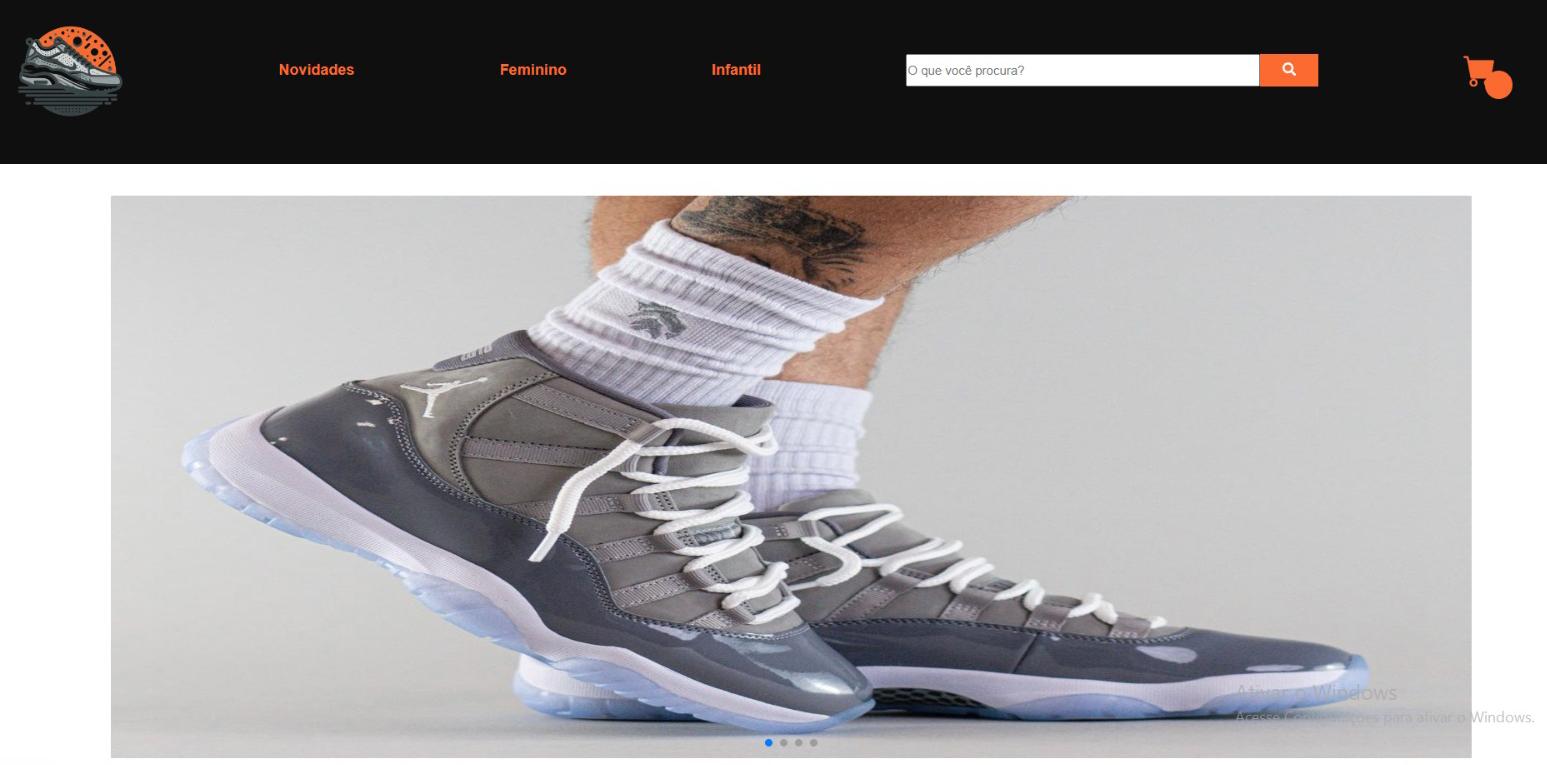 Novidades
Feminino
Infantil
O que você procura?
Ativar o Windows
Acesse Configurações para ativar o Windows.